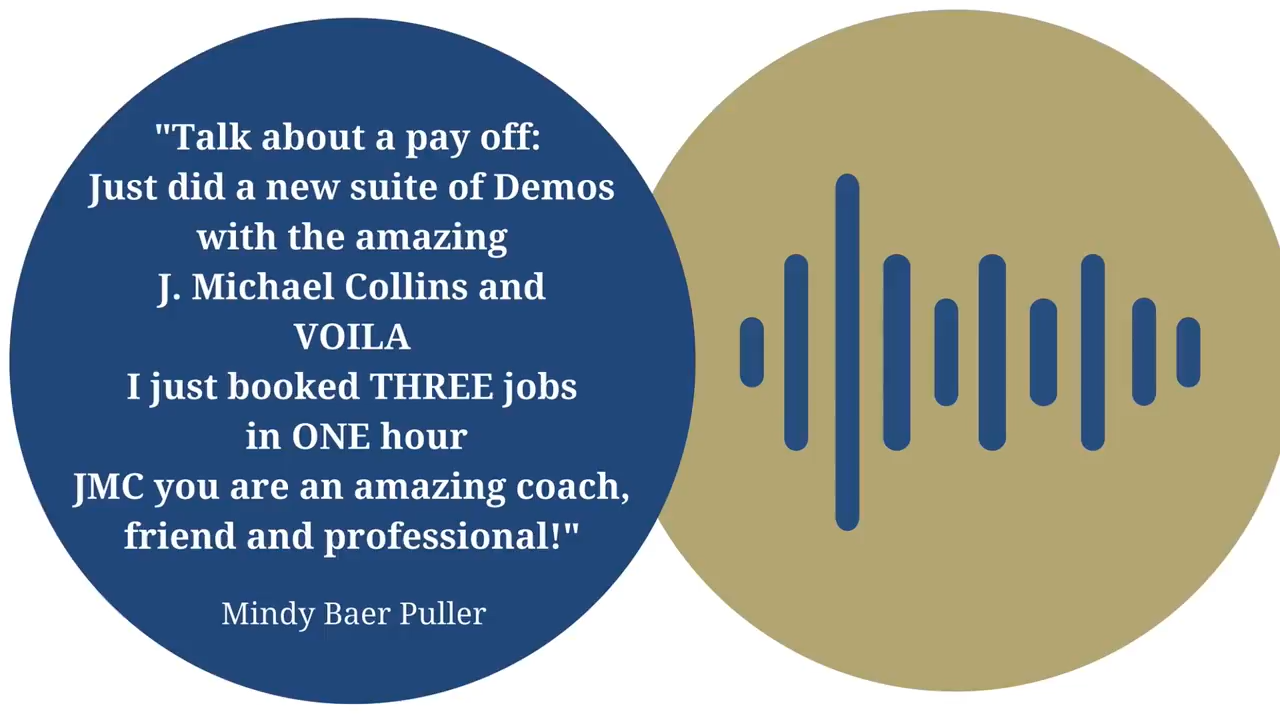 "Talk about a pay off:
Just did a new suite of Demos
with the amazing
J. Michael Collins and
VOILA
I just booked THREE jobs
in ONE hour
JMC you are an amazing coach,
friend and professional!"
Mindy Baer Puller